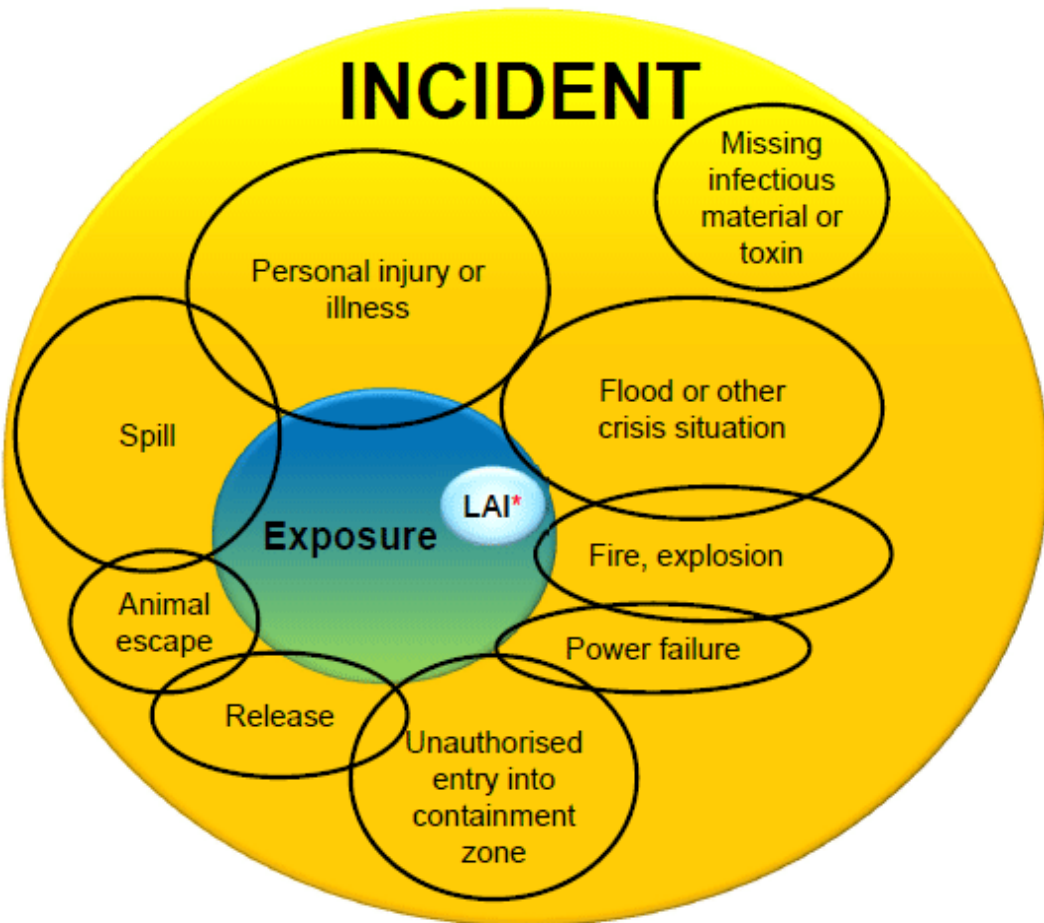 INCIDENT
Missing
infectious
material or
toxin
Personal injury or
illness
Flood or other
crisis situation
Spill
LAI*
Exposure
Fire, explosion
Animal
escape
Power failure
Release
Unauthorised
entry into
containment
zone